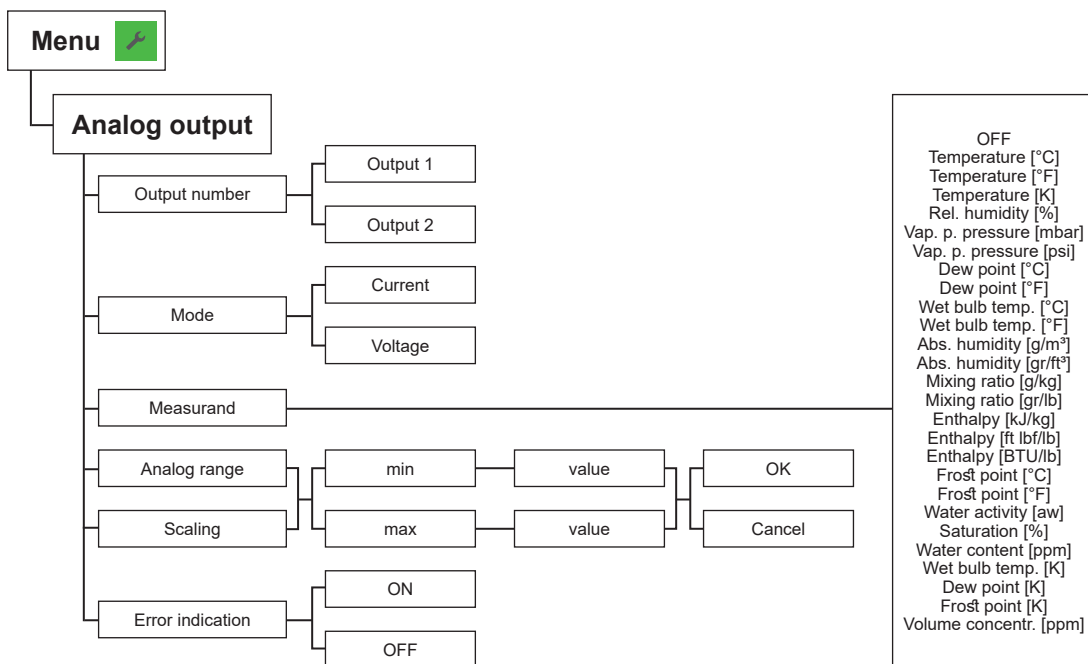 Menu
Analog output
Output number
Output 1
Output 2
Mode
Current
Voltage
Measurand
Analog range
min
value
OK
Scaling
max
value
Cancel
Error indication
ON
OFF
OFF
Temperature [°C]
Temperature [°F]
Temperature [K]
Rel. humidity [%]
Vap. p. pressure [mbar]
Vap. p. pressure [psi]
Dew point [°C]
Dew point [°F]
Wet bulb temp. [°C]
Wet bulb temp. [°F]
Abs. humidity [g/m³]
Abs. humidity [gr/ft³]
Mixing ratio [g/kg]
Mixing ratio [gr/lb]
Enthalpy [kJ/kg]
Enthalpy [ft lbf/lb]
Enthalpy [BTU/lb]
Frost point [°C]
Frost point [°F]
Water activity [aw]
Saturation [%]
Water content [ppm]
Wet bulb temp. [K]
Dew point [K]
Frost point [K]
Volume concentr. [ppm]